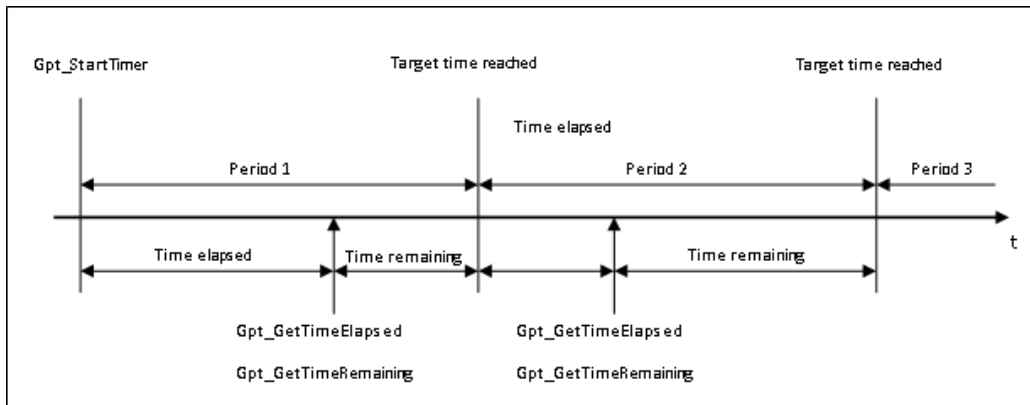 Gpt_StartTimer
Target time reached
Target time reached
Time elapsed
Period 1
Period 2
Period 3
t
Time elapsed
Time remaining
Time remaining
Gpt_GetTimeElapsed
Gpt_GetTimeElapsed
Gpt_GetTimeRemaining
Gpt_GetTimeRemaining